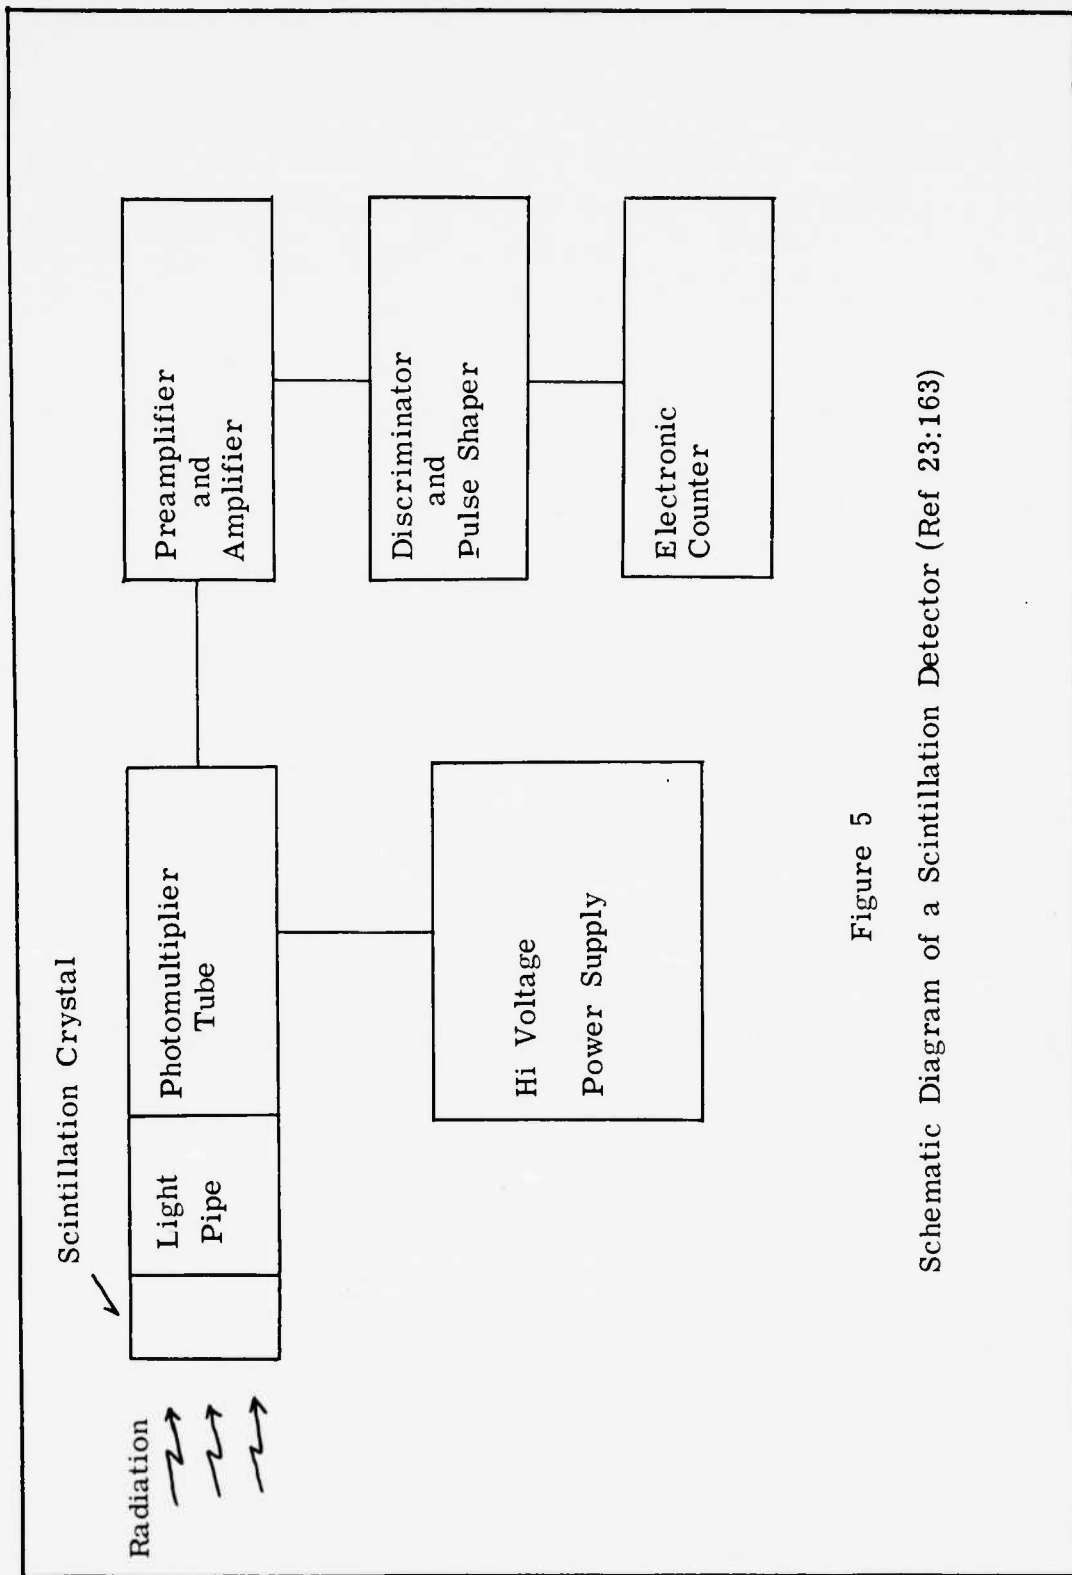 Radiation
Scintillation Crystal
Light
Pipe
Photomultiplier
Tube
Hi Voltage
Power Supply
Preamplifier
and
Amplifier
Discriminator
and
Pulse Shaper
Electronic
Counter
Figure 5
Schematic Diagram of a Scintillation Detector (Ref 23:163)